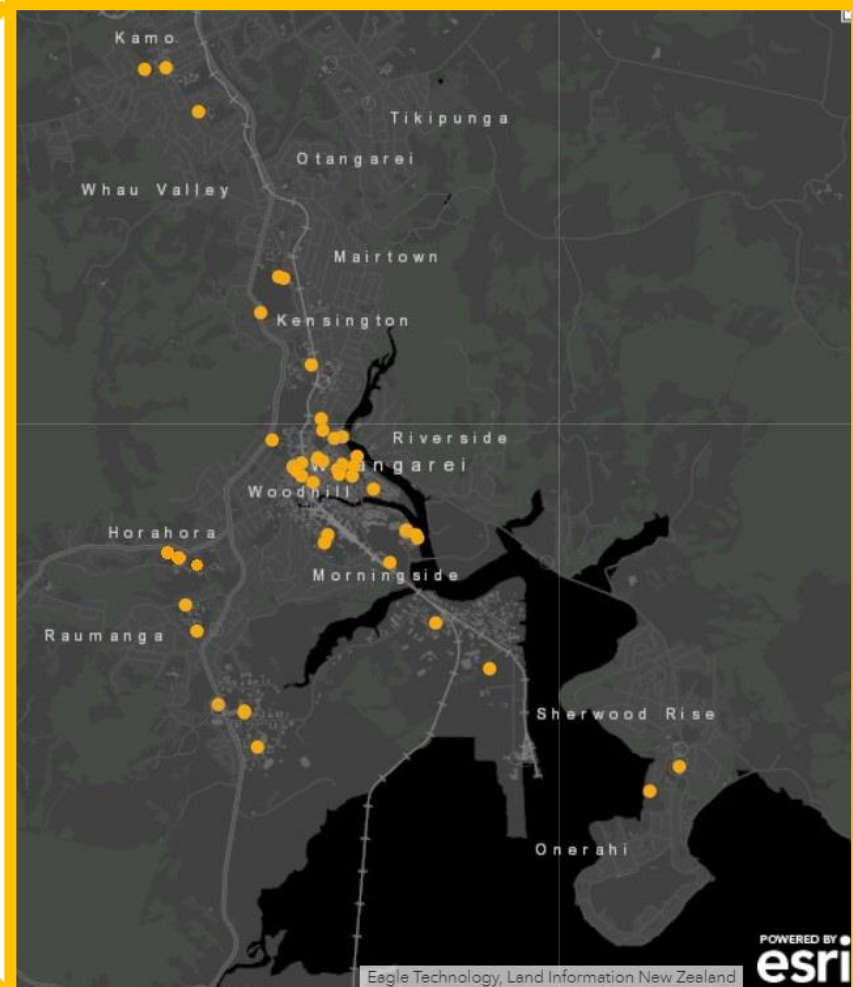 Kamo
Tikipunga
Otangarei
Whau Valley
Mairtown
Kensington
Riverside
Woodhill
Horahora
Morningside
Raumanga
Sherwood Rise
Onerahi
POWERED BY
esri
Eagle Technology, Land Information New Zealand